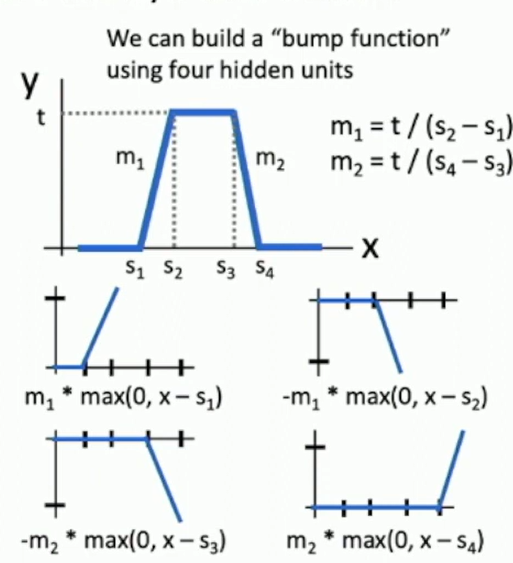 We can build a “bump function”
using four hidden units
y
t
m₁
m₂
m₁ = t / (s₂ – s₁)
m₂ = t / (s₄ – s₃)
x
s₁ s₂ s₃ s₄
m₁ * max(0, x – s₁)
-m₁ * max(0, x – s₂)
-m₂ * max(0, x – s₃)
m₂ * max(0, x – s₄)